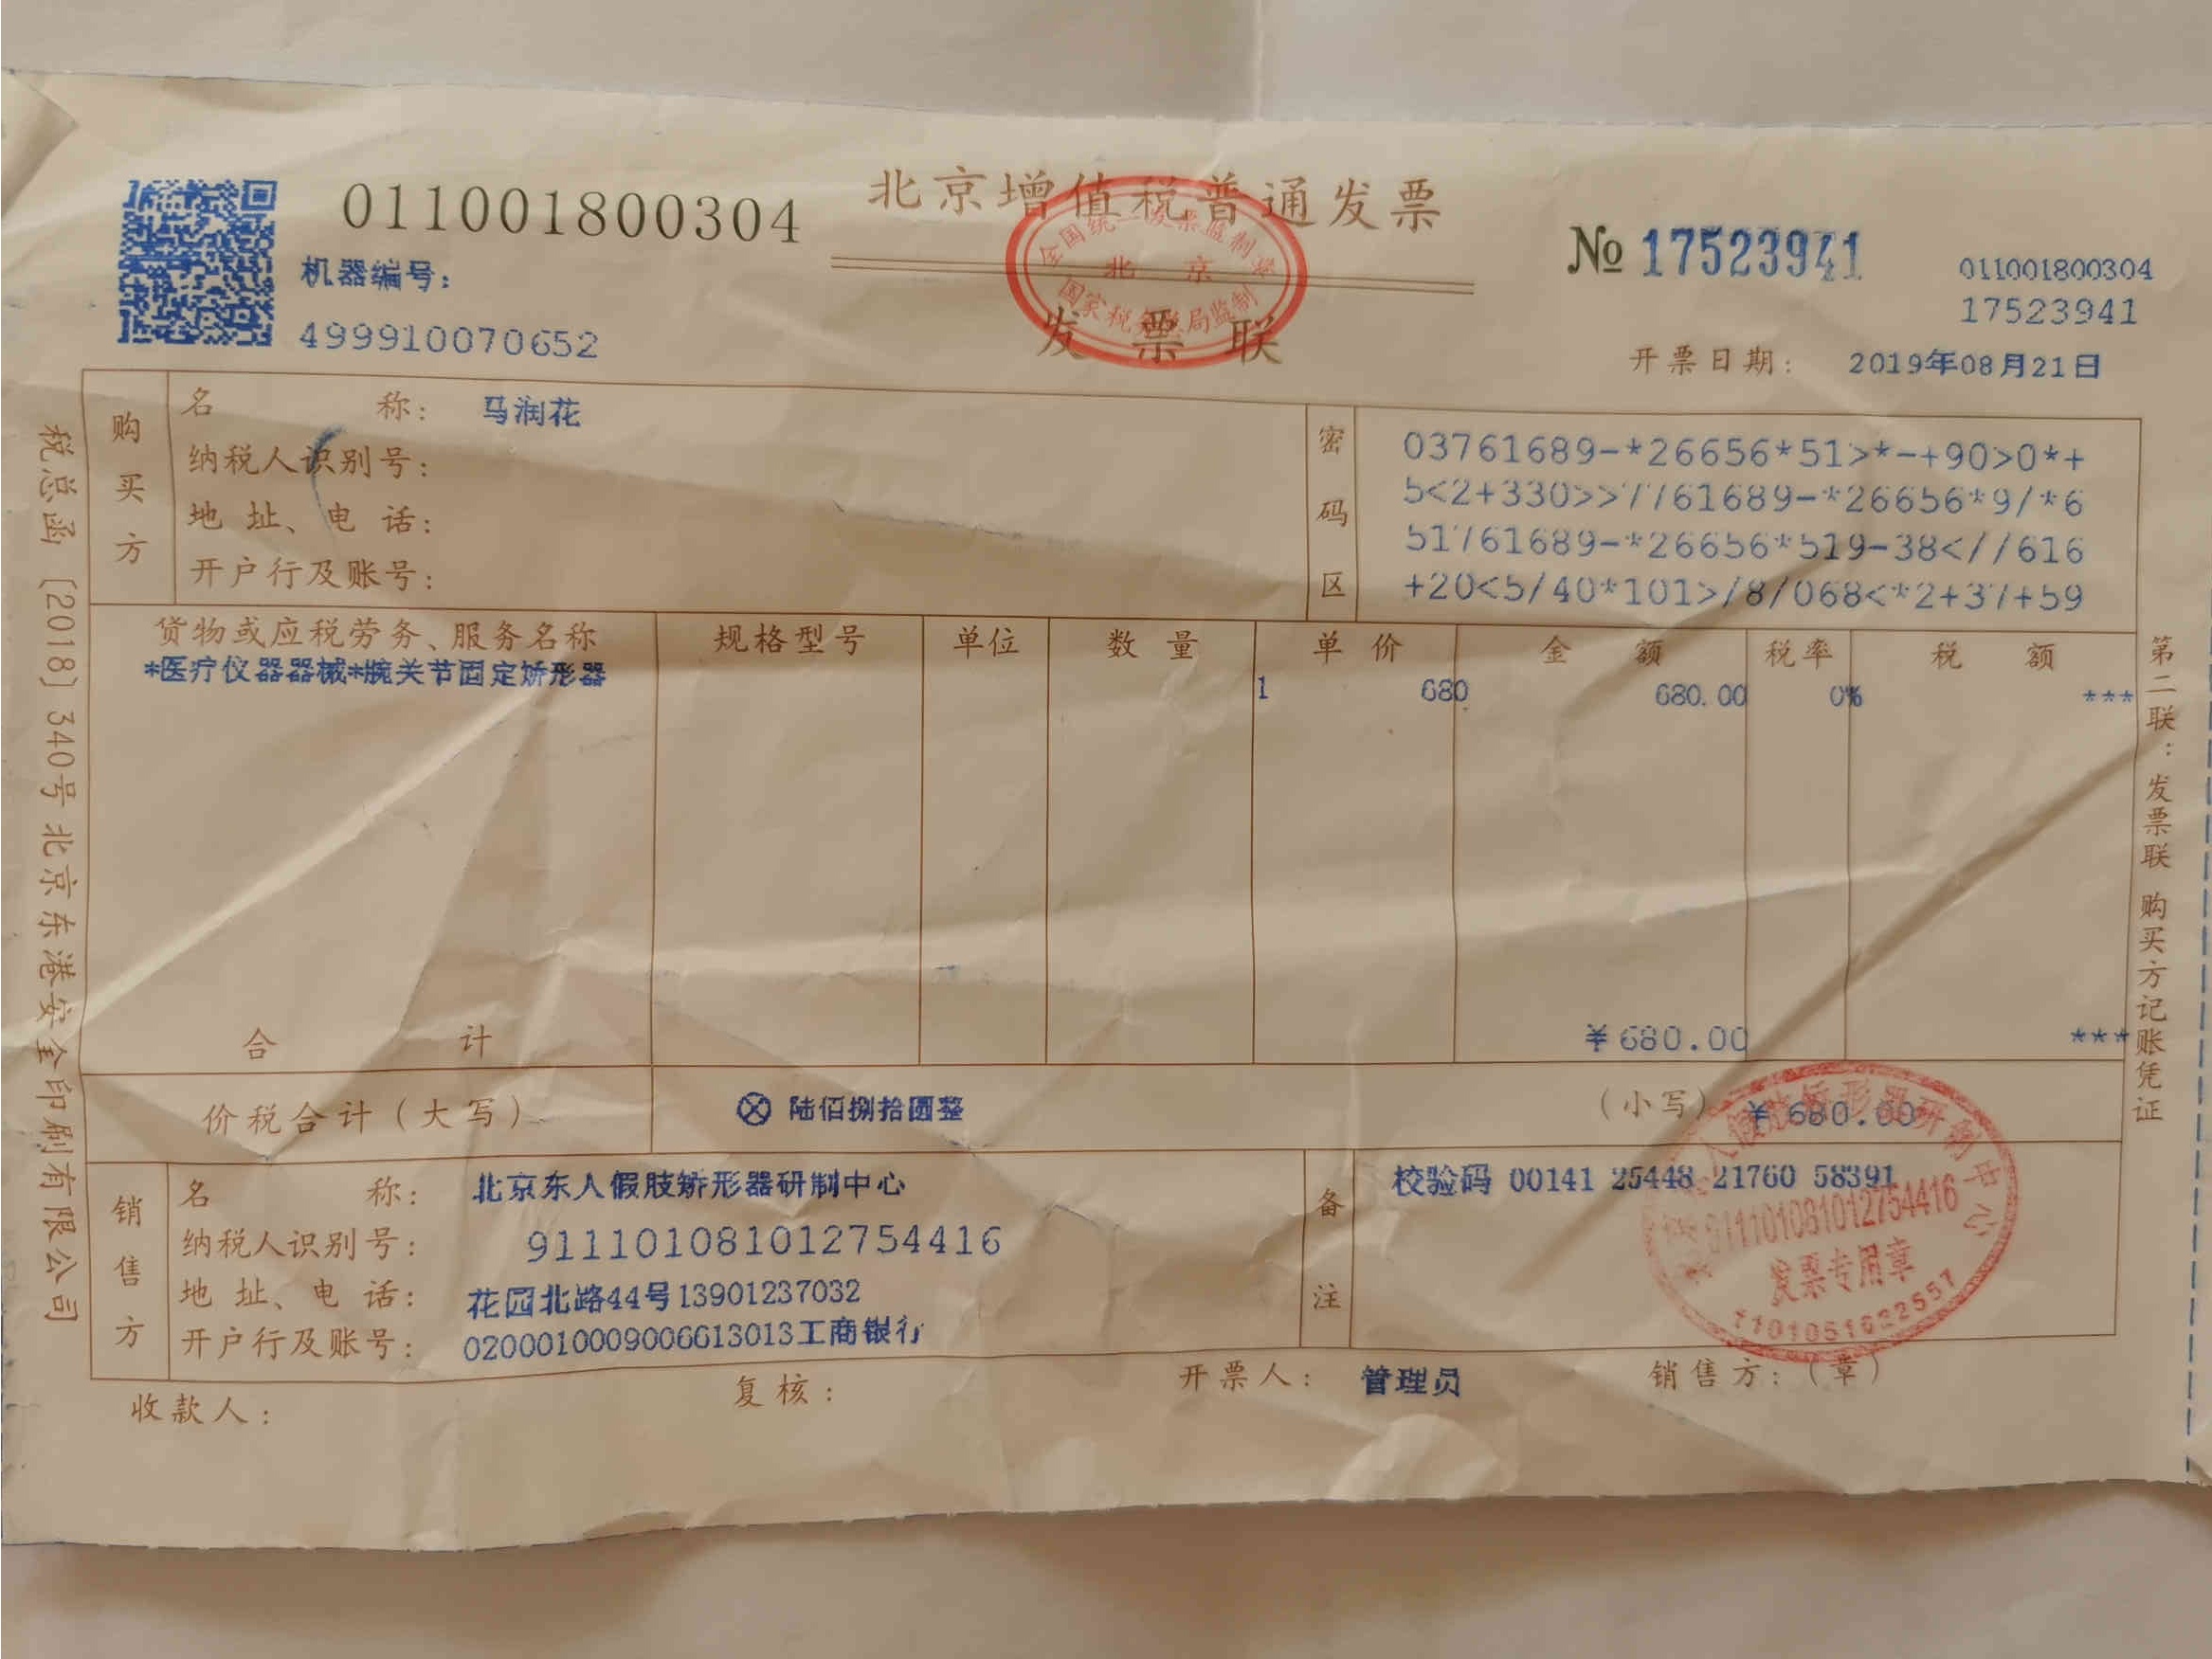 北京增值税普通发票
011001800304
№ 17523941
011001800304
17523941
机器编号:
499910070652
全国统一发票监制章
北京
国家税务总局监制
发票联
开票日期: 2019年08月21日
购买方
名称: 马润花
纳税人识别号:
地址、电话:
开户行及账号:
密码区
03761689-*26656*51>*-+90>0*+
5<2+330>>7761689-*26656*9/*6
51761689-*26656*519-38<//616
+20<5/40*101>/8/068<*2+37+59
货物或应税劳务、服务名称 规格型号 单位 数量 单价 金额 税率 税额
*医疗仪器器械*腕关节固定矫形器 1 680 680.00 0% ***
合计 ¥680.00 ***
价税合计(大写) ⊗ 陆佰捌拾圆整 (小写) ¥680.00
销售方
名称: 北京东人假肢矫形器研制中心
纳税人识别号: 911101081012754416
地址、电话: 花园北路44号13901237032
开户行及账号: 0200010009006613013工商银行
备注
校验码 00141 25448 21760 58391
人假肢矫形器研制中心
911101081012754416
发票专用章
1101051622557
收款人:
复核:
开票人: 管理员
销售方:(章)
税总函〔2018〕340号北京东港安全印刷有限公司
第二联:发票联 购买方记账凭证